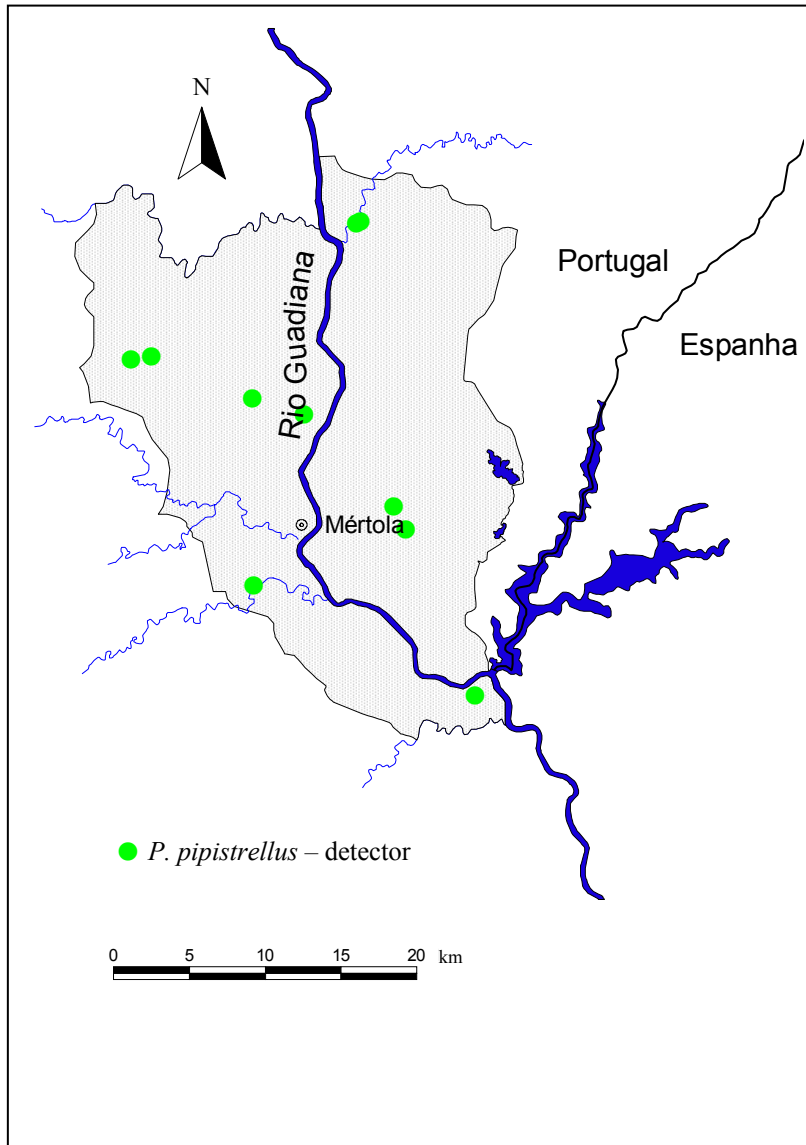 N
Portugal
Espanha
Rio Guadiana
Mértola
P. pipistrellus – detector
0 5 10 15 20 km